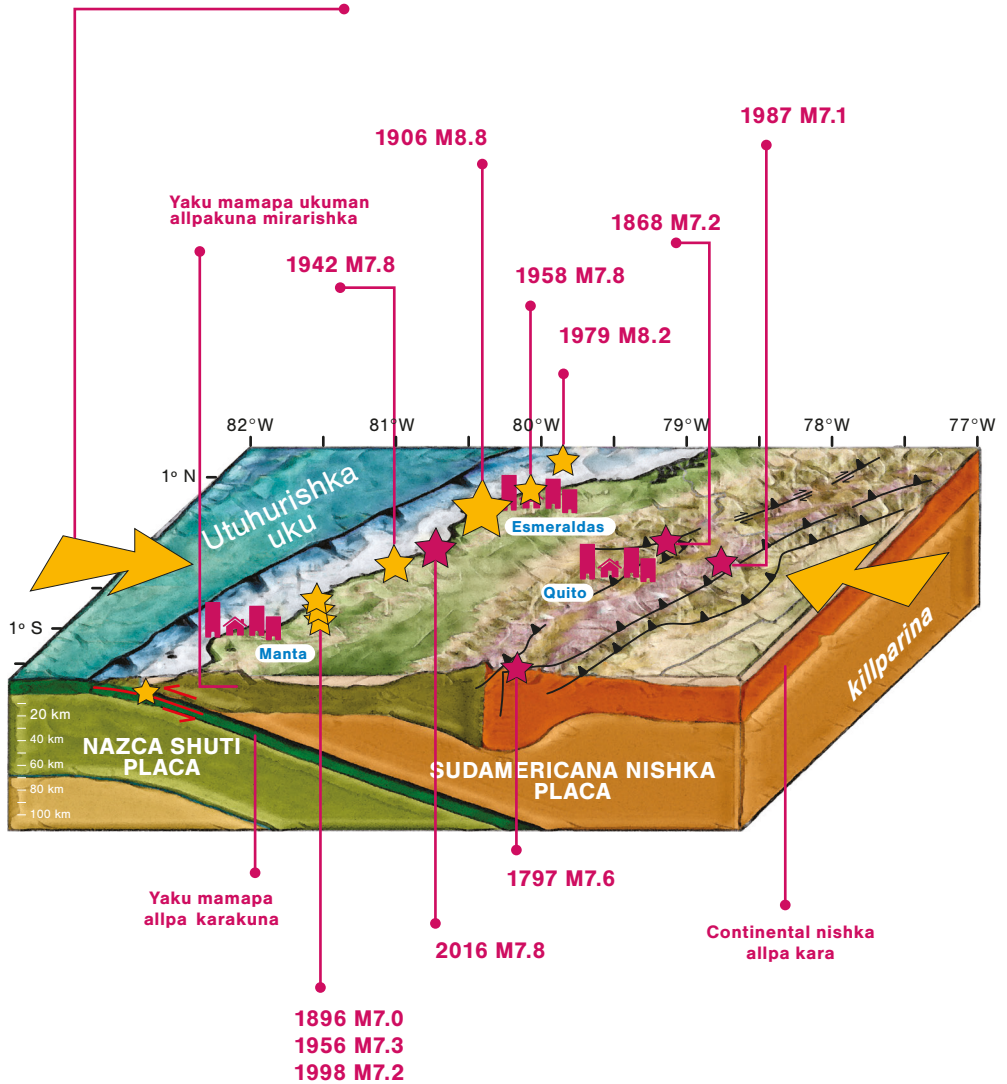 1987 M7.1
1906 M8.8
Yaku mamapa ukuman
allpakuna mirarishka
1868 M7.2
1942 M7.8
1958 M7.8
1979 M8.2
82°W
81°W
80°W
79°W
78°W
77°W
1° N
Utuhurishka
uku
Esmeraldas
Quito
1° S
Manta
killparina
20 km
40 km
60 km
80 km
100 km
NAZCA SHUTI
PLACA
SUDAMERICANA NISHKA
PLACA
1797 M7.6
Yaku mamapa
allpa karakuna
2016 M7.8
Continental nishka
allpa kara
1896 M7.0
1956 M7.3
1998 M7.2